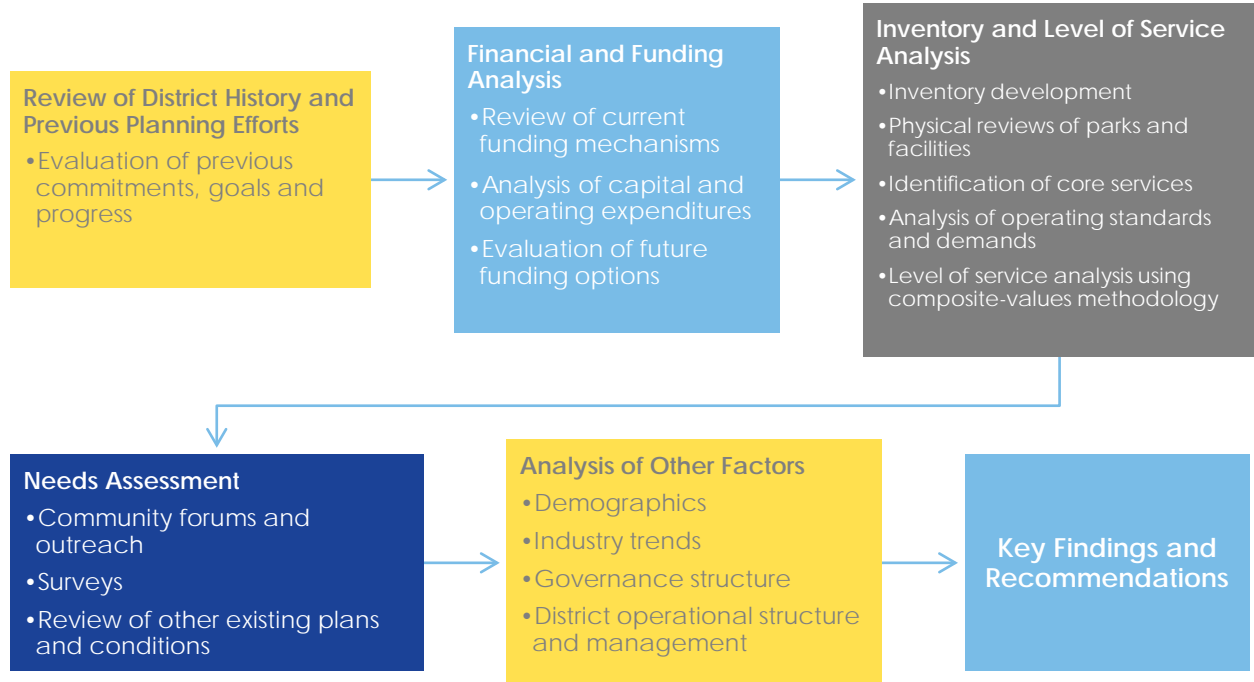 Review of District History and
Previous Planning Efforts
•Evaluation of previous
commitments, goals and
progress
Financial and Funding
Analysis
•Review of current
funding mechanisms
•Analysis of capital and
operating expenditures
•Evaluation of future
funding options
Inventory and Level of Service
Analysis
•Inventory development
•Physical reviews of parks and
facilities
•Identification of core services
•Analysis of operating standards
and demands
•Level of service analysis using
composite-values methodology
Needs Assessment
•Community forums and
outreach
•Surveys
•Review of other existing plans
and conditions
Analysis of Other Factors
•Demographics
•Industry trends
•Governance structure
•District operational structure
and management
Key Findings and
Recommendations